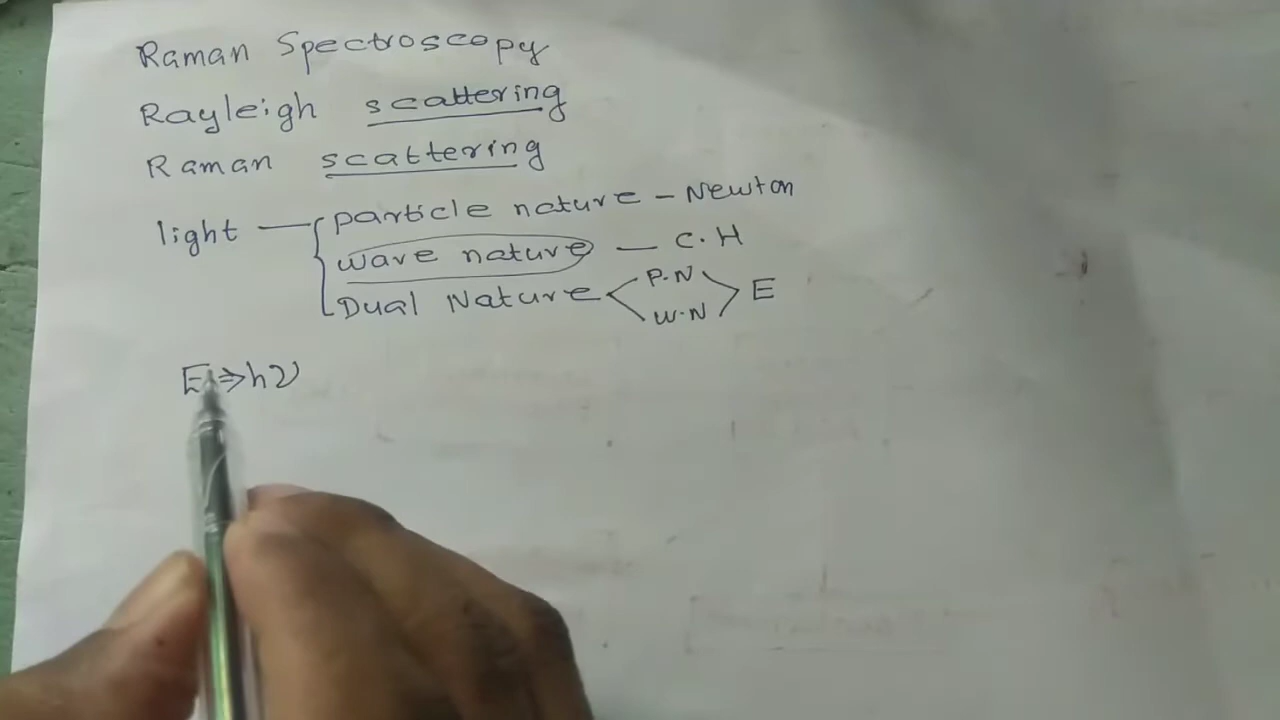 Raman Spectroscopy
Rayleigh scattering
Raman scattering
light — particle nature - Newton
wave nature — C.H
Dual Nature < P.N
W.N > E
E ⇒ hν